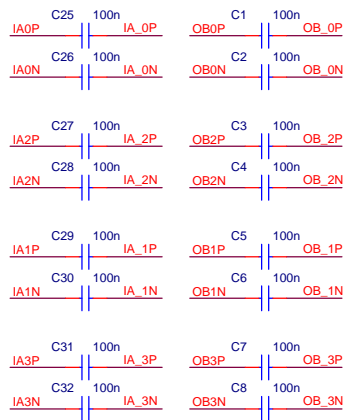 C25 100n C1 100n
IA0P IA_0P OB0P OB_0P
C26 100n C2 100n
IA0N IA_0N OB0N OB_0N
C27 100n C3 100n
IA2P IA_2P OB2P OB_2P
C28 100n C4 100n
IA2N IA_2N OB2N OB_2N
C29 100n C5 100n
IA1P IA_1P OB1P OB_1P
C30 100n C6 100n
IA1N IA_1N OB1N OB_1N
C31 100n C7 100n
IA3P IA_3P OB3P OB_3P
C32 100n C8 100n
IA3N IA_3N OB3N OB_3N